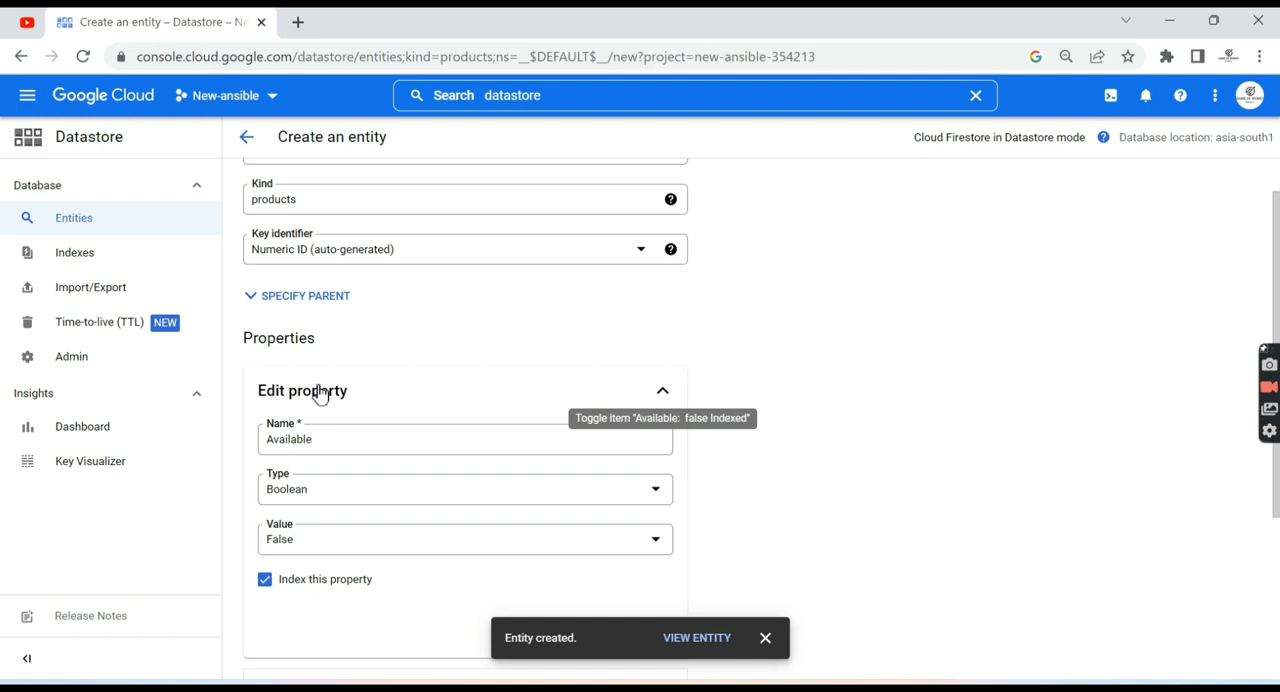 Create an entity – Datastore – Ne
console.cloud.google.com/datastore/entities;kind=products;ns=__$DEFAULT$__/new?project=new-ansible-354213
Google Cloud
New-ansible
Search datastore
Datastore
Create an entity
Cloud Firestore in Datastore mode
Database location: asia-south1
Database
Entities
Indexes
Import/Export
Time-to-live (TTL) NEW
Admin
Insights
Dashboard
Key Visualizer
Release Notes
Kind
products
Key identifier
Numeric ID (auto-generated)
SPECIFY PARENT
Properties
Edit property
Toggle item "Available: false Indexed"
Name *
Available
Type
Boolean
Value
False
Index this property
Entity created.
VIEW ENTITY